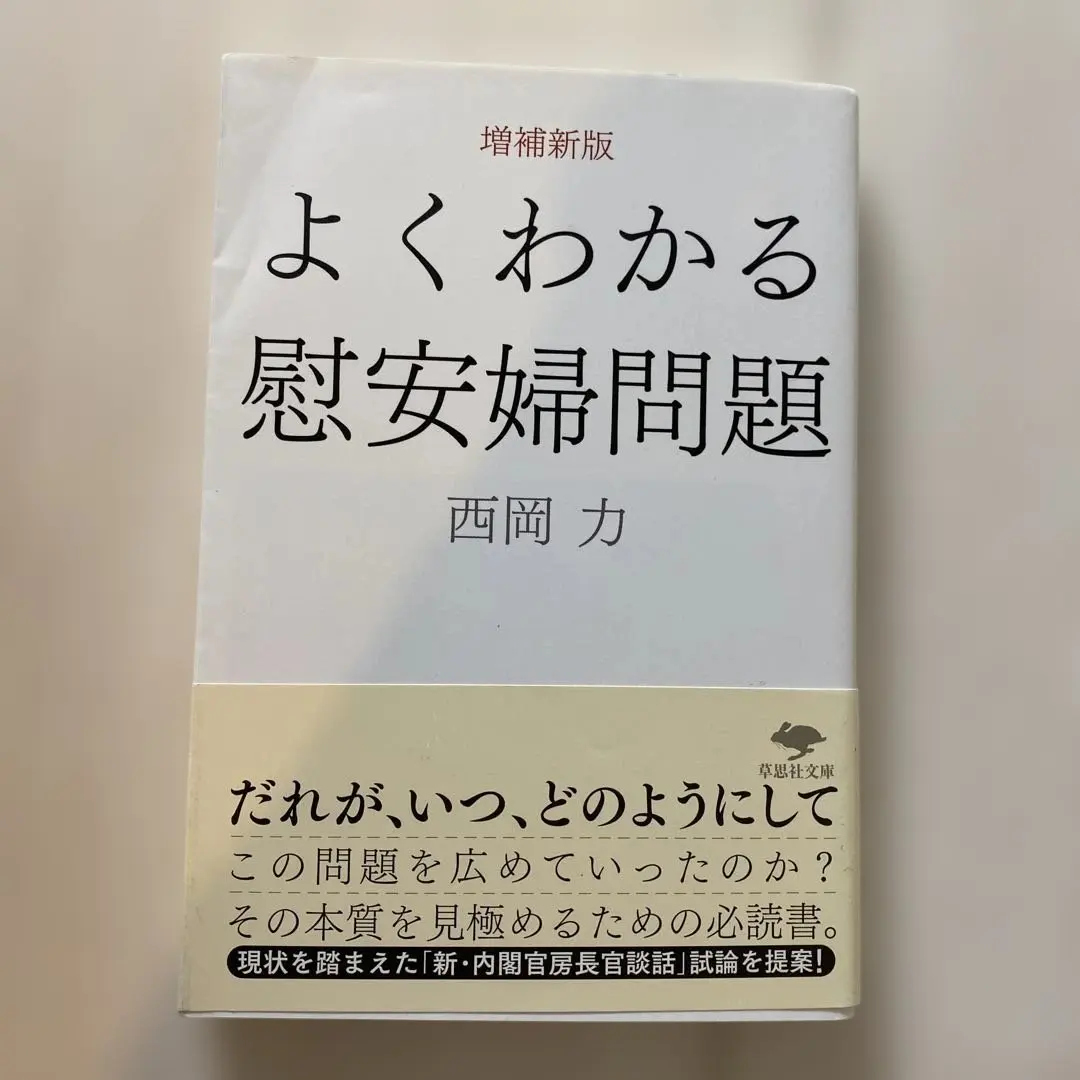 増補新版
よくわかる
慰安婦問題
西岡 力
草思社文庫
だれが、いつ、どのようにして
この問題を広めていったのか?
その本質を見極めるための必読書。
現状を踏まえた「新・内閣官房長官談話」試論を提案!